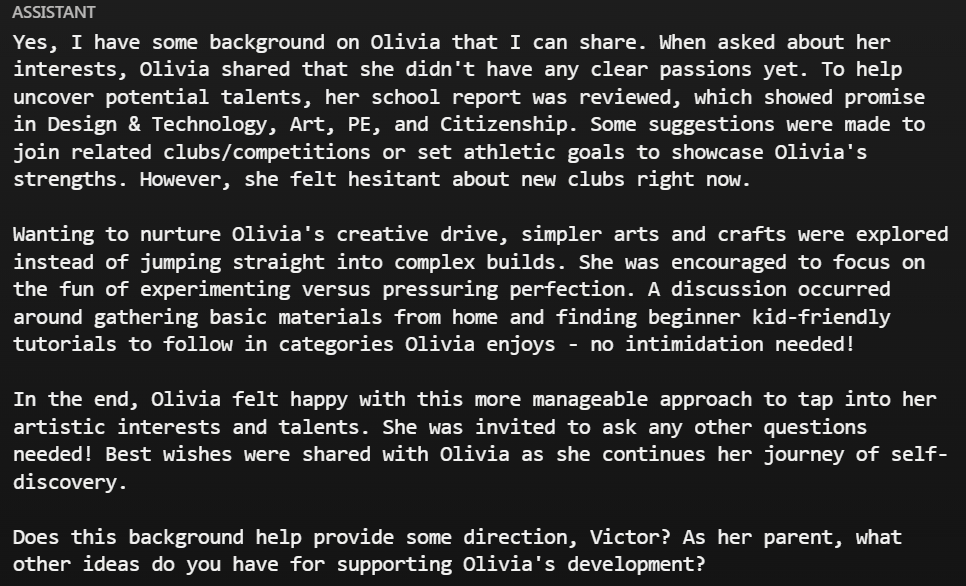 ASSISTANT
Yes, I have some background on Olivia that I can share. When asked about her
interests, Olivia shared that she didn't have any clear passions yet. To help
uncover potential talents, her school report was reviewed, which showed promise
in Design & Technology, Art, PE, and Citizenship. Some suggestions were made to
join related clubs/competitions or set athletic goals to showcase Olivia's
strengths. However, she felt hesitant about new clubs right now.
Wanting to nurture Olivia's creative drive, simpler arts and crafts were explored
instead of jumping straight into complex builds. She was encouraged to focus on
the fun of experimenting versus pressuring perfection. A discussion occurred
around gathering basic materials from home and finding beginner kid-friendly
tutorials to follow in categories Olivia enjoys - no intimidation needed!
In the end, Olivia felt happy with this more manageable approach to tap into her
artistic interests and talents. She was invited to ask any other questions
needed! Best wishes were shared with Olivia as she continues her journey of self-
discovery.
Does this background help provide some direction, Victor? As her parent, what
other ideas do you have for supporting Olivia's development?